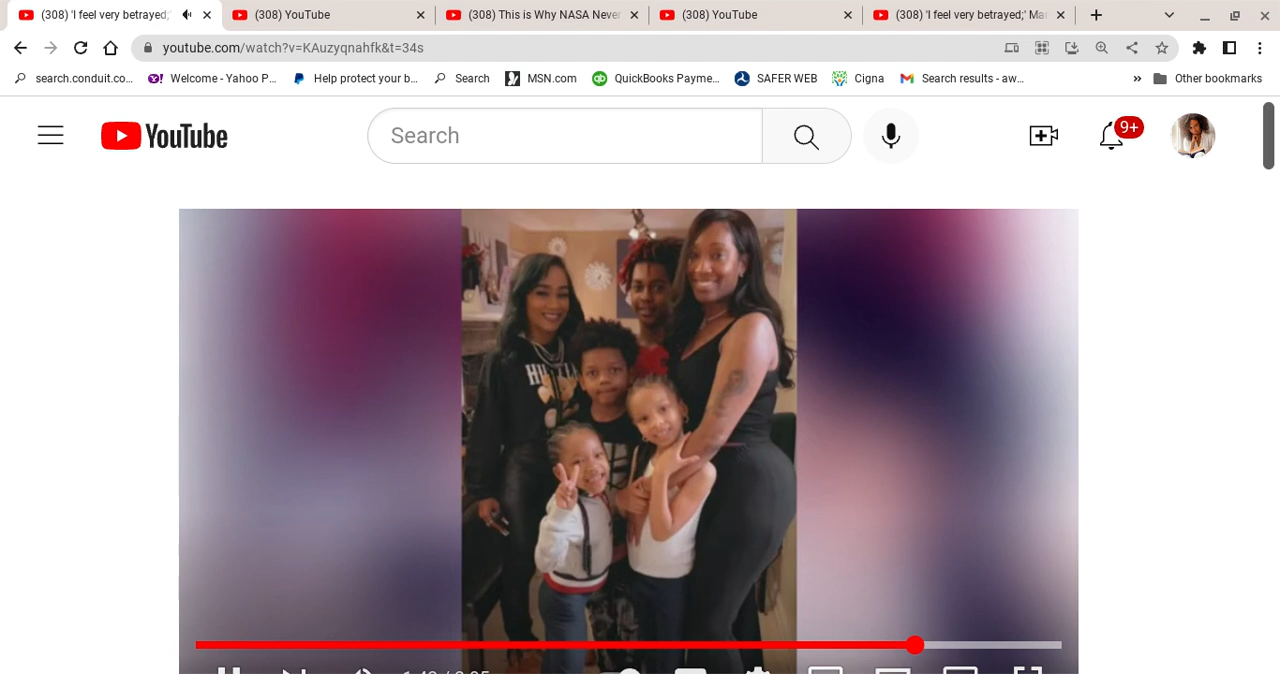 (308) 'I feel very betrayed;'
(308) YouTube
(308) This is Why NASA Never
(308) YouTube
(308) 'I feel very betrayed;' Ma
youtube.com/watch?v=KAuzyqnahfk&t=34s
search.conduit.co...
Welcome - Yahoo P...
Help protect your b...
Search
MSN.com
QuickBooks Payme...
SAFER WEB
Cigna
Search results - aw...
»
Other bookmarks
YouTube
Search
9+